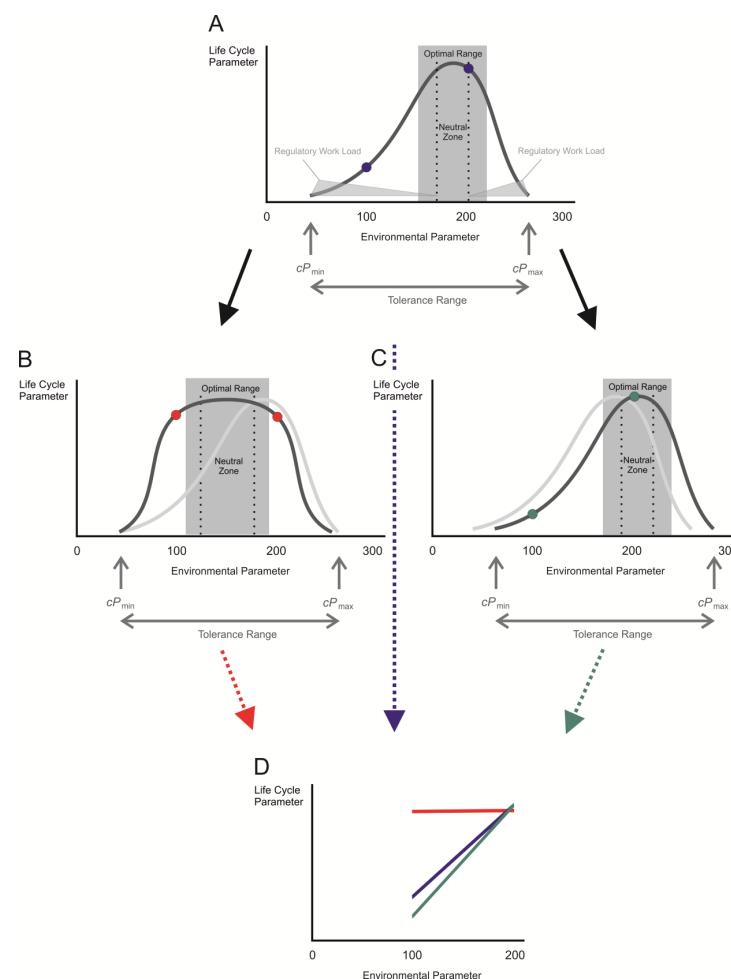 A
Life Cycle
Parameter
Optimal Range
Neutral
Zone
Regulatory Work Load
Regulatory Work Load
0
100
200
300
Environmental Parameter
cPmin
cPmax
Tolerance Range
B
Life Cycle
Parameter
Optimal Range
Neutral
Zone
0
100
200
300
Environmental Parameter
cPmin
cPmax
Tolerance Range
C
Life Cycle
Parameter
Optimal Range
Neutral
Zone
0
100
200
Environmental Parameter
cPmin
cPmax
Tolerance Range
D
Life Cycle
Parameter
0
100
200
Environmental Parameter